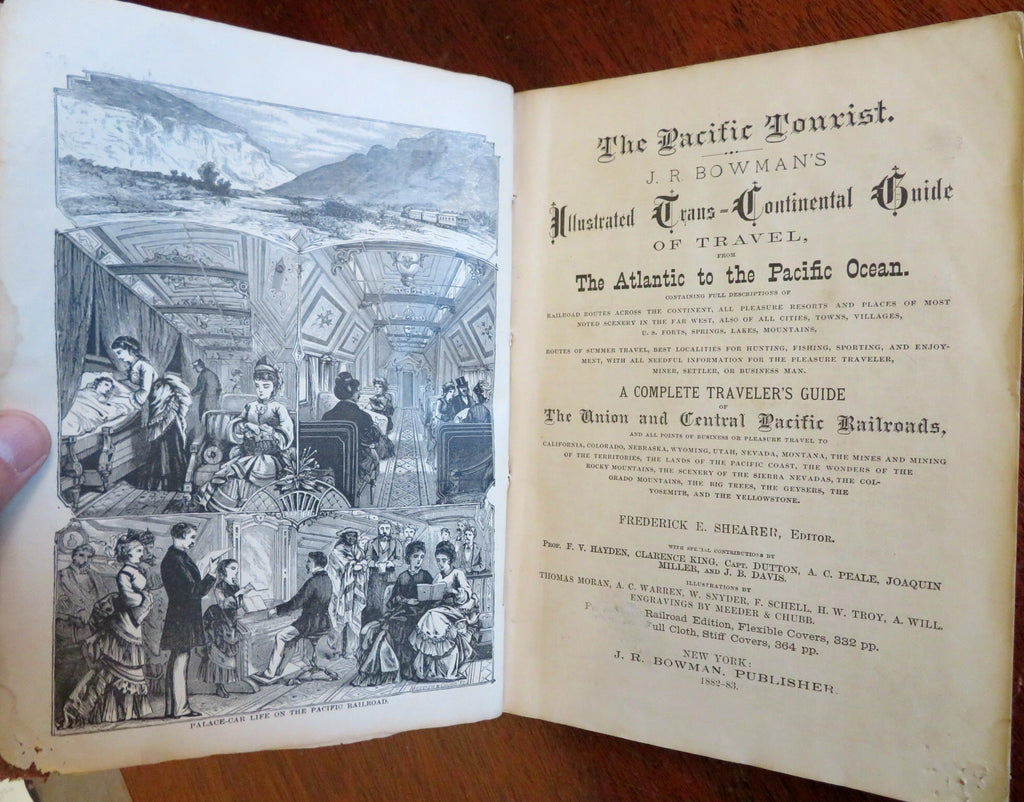 PALACE-CAR LIFE ON THE PACIFIC RAILROAD.
The Pacific Tourist.
J. R. BOWMAN'S
Illustrated Trans-Continental Guide
OF TRAVEL,
FROM
The Atlantic to the Pacific Ocean.
CONTAINING FULL DESCRIPTIONS OF
RAILROAD ROUTES ACROSS THE CONTINENT, ALL PLEASURE RESORTS AND PLACES OF MOST
NOTED SCENERY IN THE FAR WEST, ALSO OF ALL CITIES, TOWNS, VILLAGES,
U. S. FORTS, SPRINGS, LAKES, MOUNTAINS,
ROUTES OF SUMMER TRAVEL, BEST LOCALITIES FOR HUNTING, FISHING, SPORTING, AND ENJOY-
MENT, WITH ALL NEEDFUL INFORMATION FOR THE PLEASURE TRAVELER,
MINER, SETTLER, OR BUSINESS MAN.
A COMPLETE TRAVELER'S GUIDE
OF
The Union and Central Pacific Railroads,
AND ALL POINTS OF BUSINESS OR PLEASURE TRAVEL TO
CALIFORNIA, COLORADO, NEBRASKA, WYOMING, UTAH, NEVADA, MONTANA, THE MINES AND MINING
OF THE TERRITORIES, THE LANDS OF THE PACIFIC COAST, THE WONDERS OF THE
ROCKY MOUNTAINS, THE SCENERY OF THE SIERRA NEVADAS, THE COL-
ORADO MOUNTAINS, THE BIG TREES, THE GEYSERS, THE
YOSEMITE, AND THE YELLOWSTONE.
FREDERICK E. SHEARER, EDITOR.
WITH SPECIAL CONTRIBUTIONS BY
PROF. F. V. HAYDEN, CLARENCE KING, CAPT. DUTTON, A. C. PEALE, JOAQUIN
MILLER, AND J. B. DAVIS.
ILLUSTRATIONS BY
THOMAS MORAN, A. C. WARREN, W. SNYDER, F. SCHELL, H. W. TROY, A. WILL.
ENGRAVINGS BY MEEDER & CHUBB.
Railroad Edition, Flexible Covers, 332 pp.
Full Cloth, Stiff Covers, 364 pp.
NEW YORK:
J. R. BOWMAN, PUBLISHER.
1882-83.